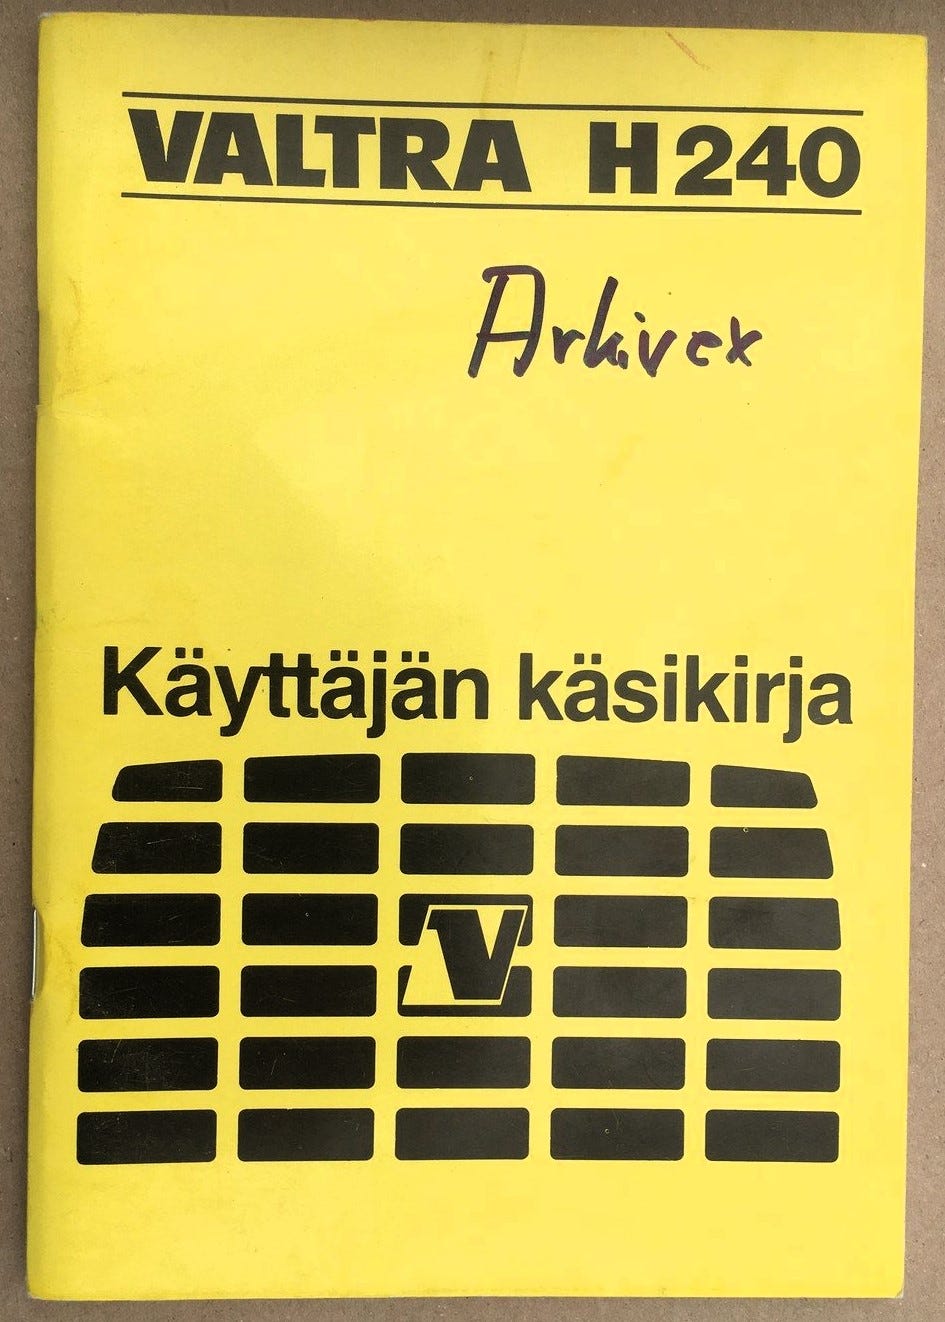 VALTRA H240
Arkivex
Käyttäjän käsikirja
V